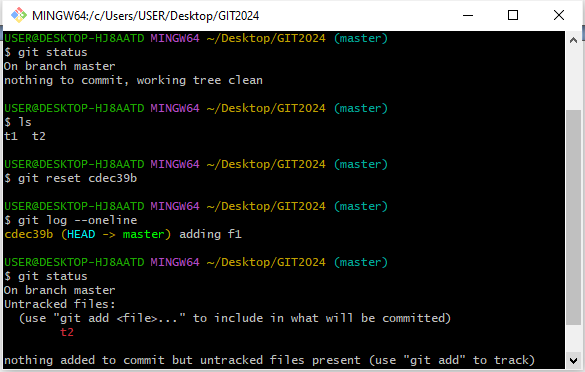 MINGW64:/c/Users/USER/Desktop/GIT2024
USER@DESKTOP-HJ8AATD MINGW64 ~/Desktop/GIT2024 (master)
$ git status
On branch master
nothing to commit, working tree clean
USER@DESKTOP-HJ8AATD MINGW64 ~/Desktop/GIT2024 (master)
$ ls
t1  t2
USER@DESKTOP-HJ8AATD MINGW64 ~/Desktop/GIT2024 (master)
$ git reset cdec39b
USER@DESKTOP-HJ8AATD MINGW64 ~/Desktop/GIT2024 (master)
$ git log --oneline
cdec39b (HEAD -> master) adding f1
USER@DESKTOP-HJ8AATD MINGW64 ~/Desktop/GIT2024 (master)
$ git status
On branch master
Untracked files:
  (use "git add <file>..." to include in what will be committed)
        t2
nothing added to commit but untracked files present (use "git add" to track)